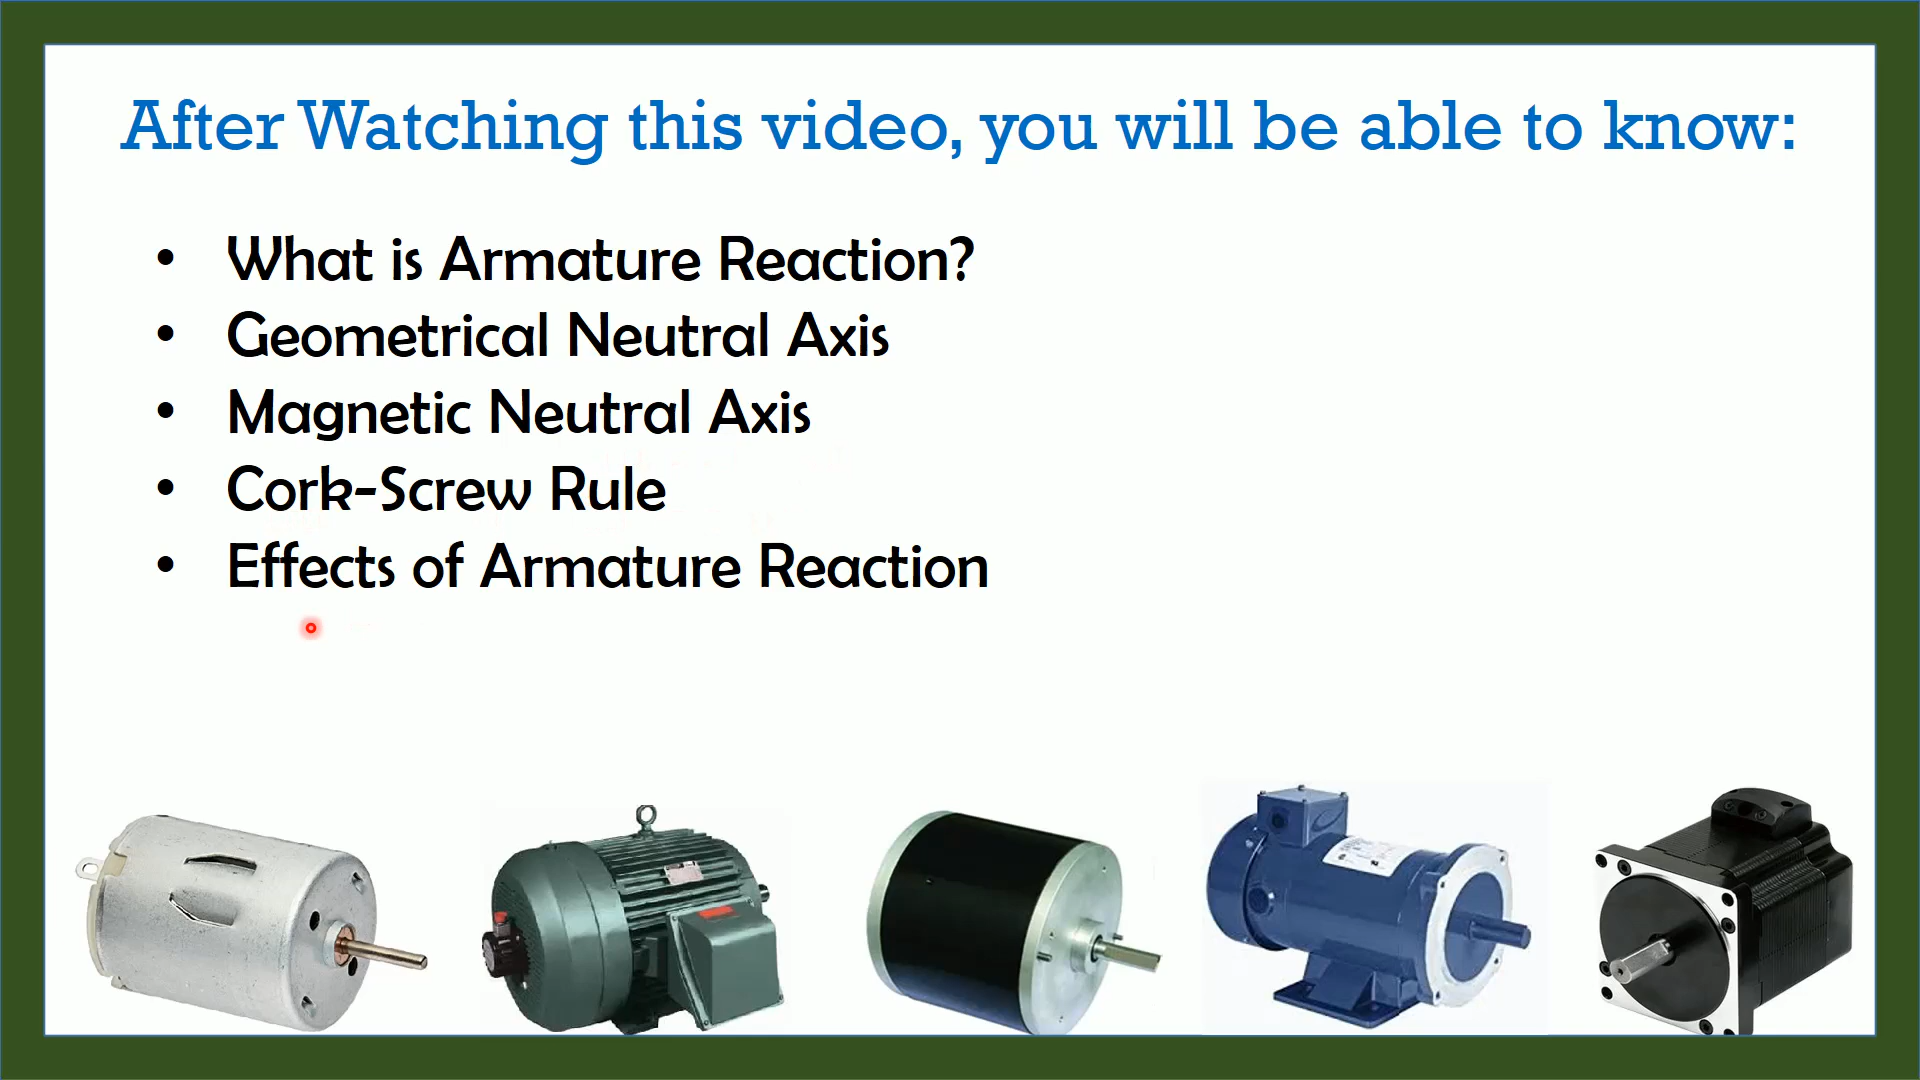 After Watching this video, you will be able to know:
• What is Armature Reaction?
• Geometrical Neutral Axis
• Magnetic Neutral Axis
• Cork-Screw Rule
• Effects of Armature Reaction